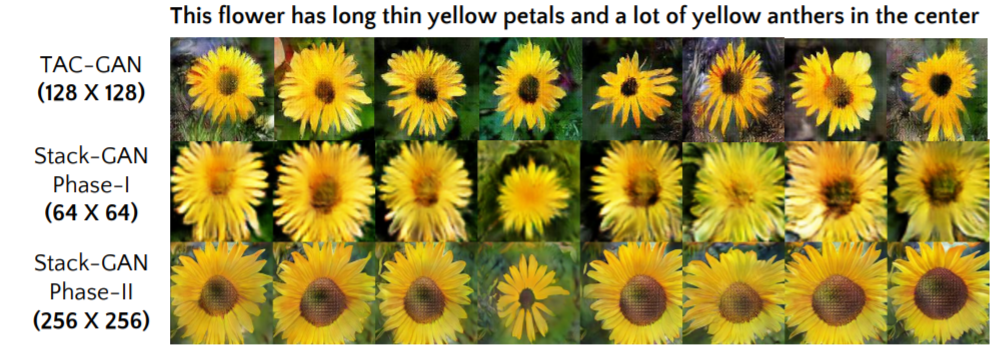 This flower has long thin yellow petals and a lot of yellow anthers in the center
TAC-GAN
(128 X 128)
Stack-GAN
Phase-I
(64 X 64)
Stack-GAN
Phase-II
(256 X 256)